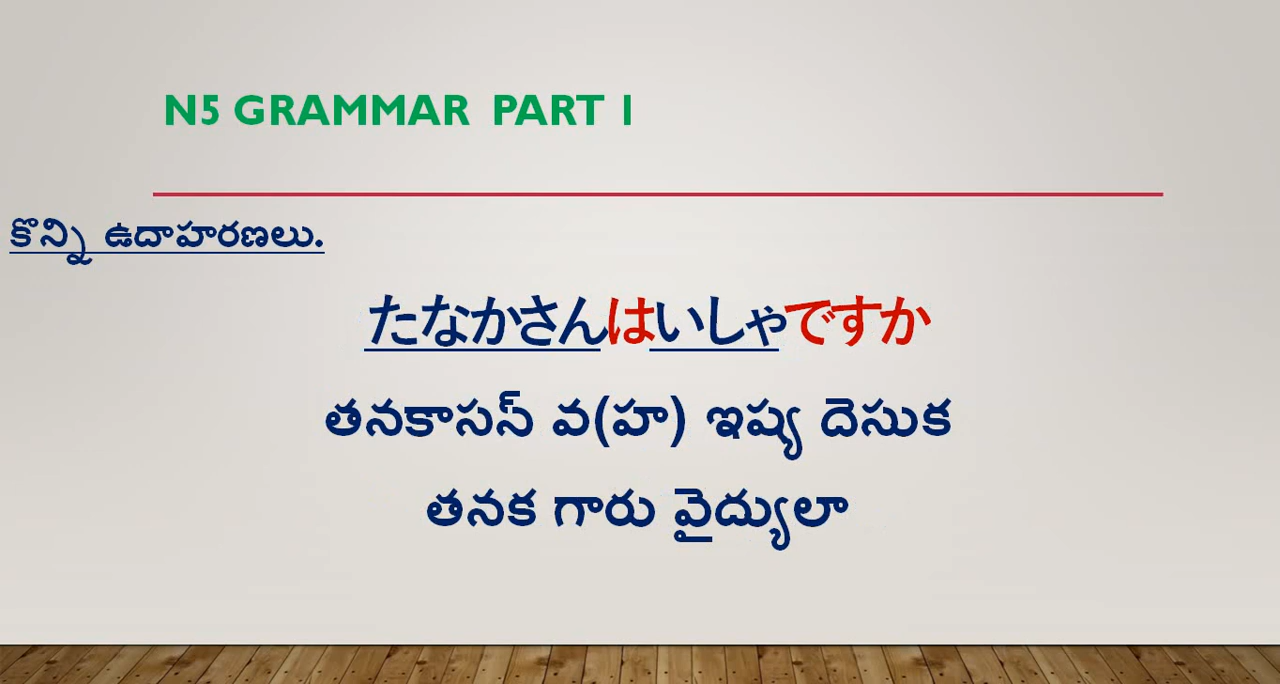 N5 GRAMMAR PART 1
కొన్ని ఉదాహరణలు.
たなかさんはいしゃですか
తనకాసన్ వ(హ) ఇష్య దెసుక
తనక గారు వైద్యులా